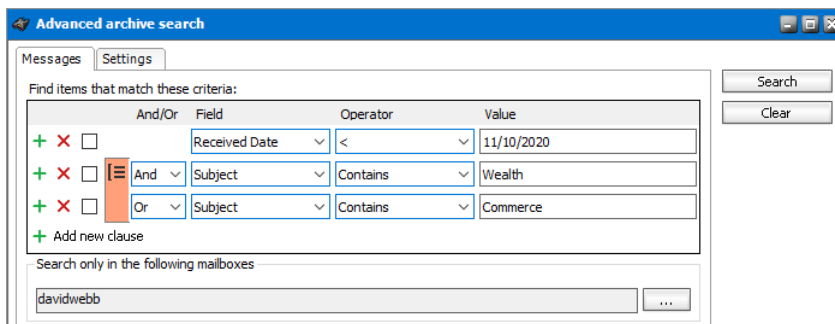 Advanced archive search
Messages Settings
Find items that match these criteria:
Search
Clear
And/Or Field Operator Value
Received Date < 11/10/2020
And Subject Contains Wealth
Or Subject Contains Commerce
Add new clause
Search only in the following mailboxes
davidwebb ...